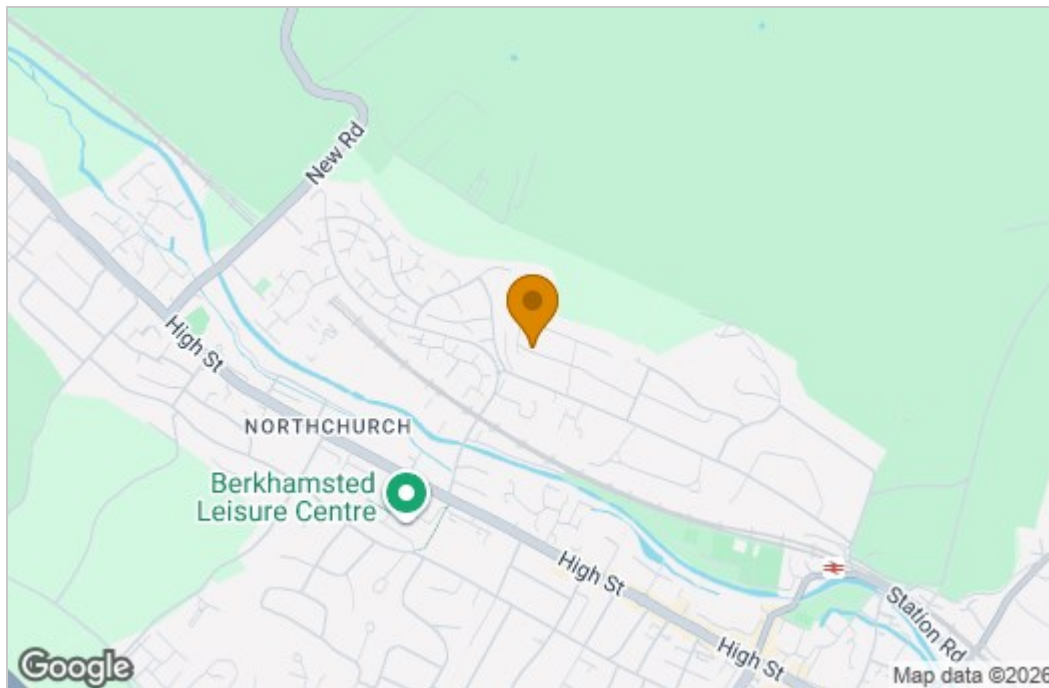 New Rd
High St
NORTHCHURCH
Berkhamsted
Leisure Centre
High St
High St
Station Rd
Google
Map data ©2026